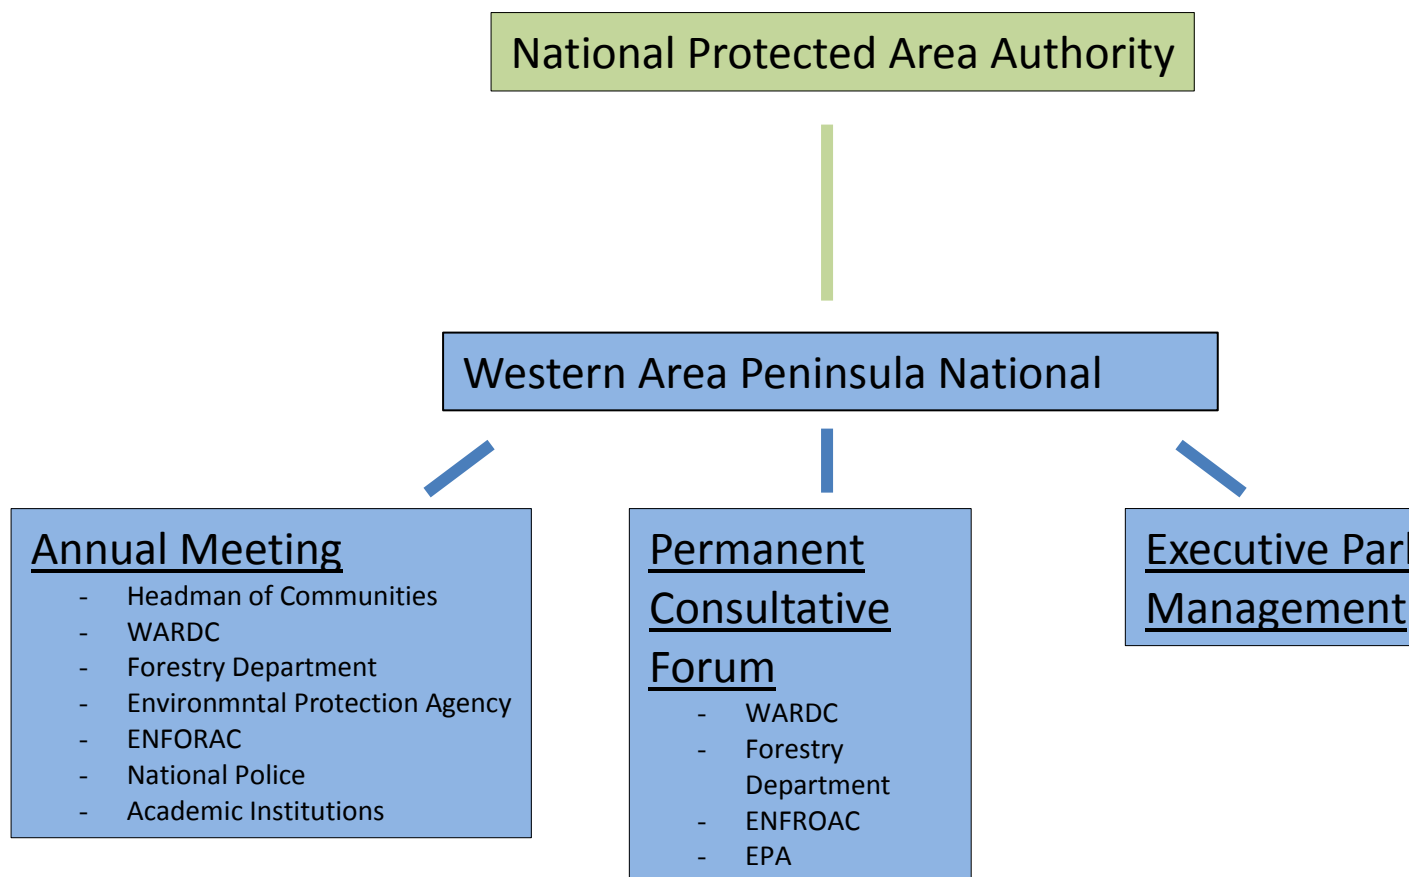 National Protected Area Authority
Western Area Peninsula National
Annual Meeting
- Headman of Communities
- WARDC
- Forestry Department
- Environmntal Protection Agency
- ENFORAC
- National Police
- Academic Institutions
Permanent
Consultative
Forum
- WARDC
- Forestry
Department
- ENFROAC
- EPA
Executive Park
Management